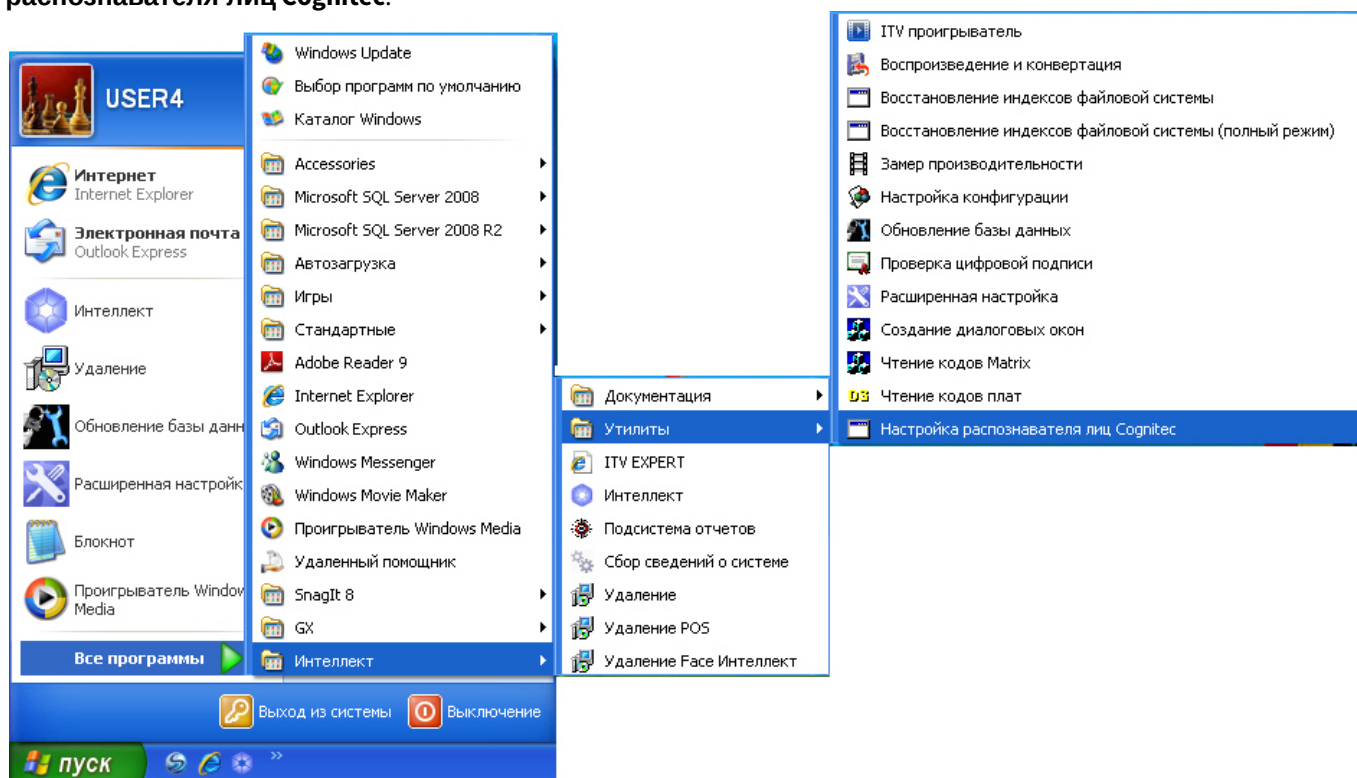 распознавателя лиц Cognitec.
USER4
Интернет
Internet Explorer
Электронная почта
Outlook Express
Интеллект
Удаление
Обновление базы данн
Расширенная настройк
Блокнот
Проигрыватель Window
Media
Все программы
Выход из системы
Выключение
пуск
Windows Update
Выбор программ по умолчанию
Каталог Windows
Accessories
Microsoft SQL Server 2008
Microsoft SQL Server 2008 R2
Автозагрузка
Игры
Стандартные
Adobe Reader 9
Internet Explorer
Outlook Express
Windows Messenger
Windows Movie Maker
Проигрыватель Windows Media
Удаленный помощник
SnagIt 8
GX
Интеллект
Документация
Утилиты
ITV EXPERT
Интеллект
Подсистема отчетов
Сбор сведений о системе
Удаление
Удаление POS
Удаление Face Интеллект
ITV проигрыватель
Воспроизведение и конвертация
Восстановление индексов файловой системы
Восстановление индексов файловой системы (полный режим)
Замер производительности
Настройка конфигурации
Обновление базы данных
Проверка цифровой подписи
Расширенная настройка
Создание диалоговых окон
Чтение кодов Matrix
Чтение кодов плат
Настройка распознавателя лиц Cognitec